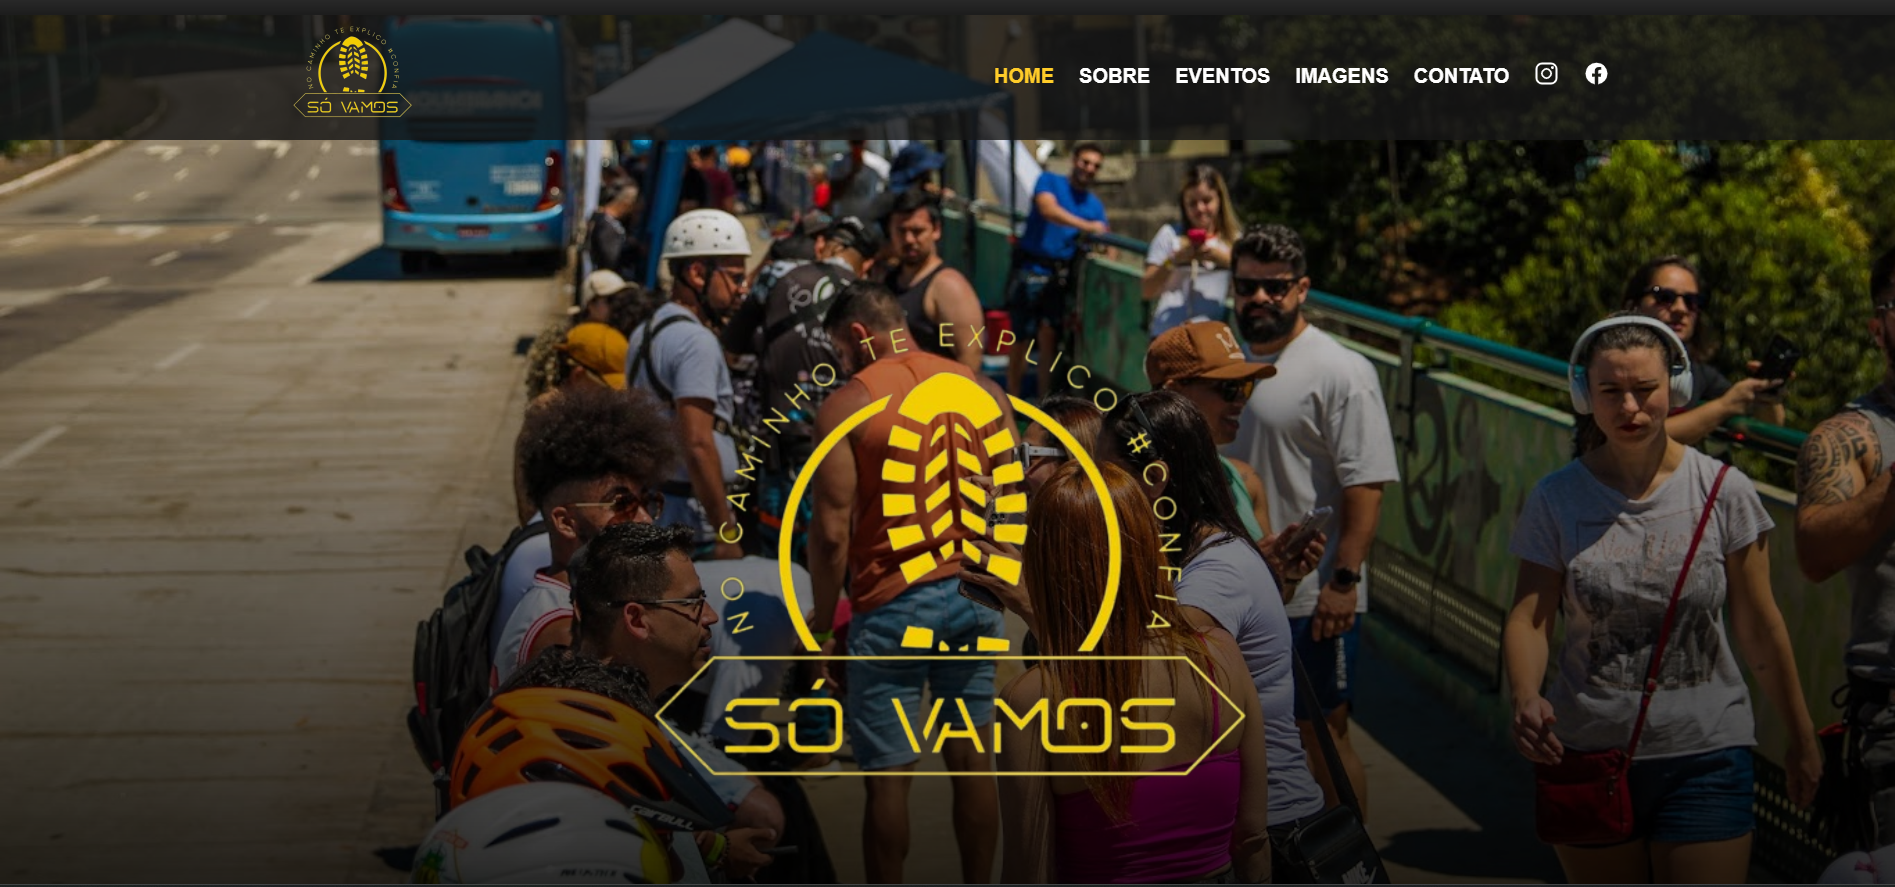 NO CAMINHO TE EXPLICO #CONFIA
SÓ VAMOS
HOME SOBRE EVENTOS IMAGENS CONTATO
NO CAMINHO TE EXPLICO #CONFIA
SÓ VAMOS